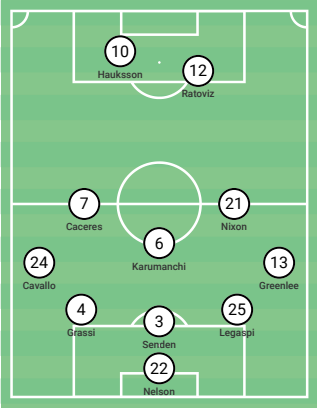 10
Hauksson
12
Ratoviz
7
Caceres
21
Nixon
6
Karumanchi
24
Cavallo
13
Greenlee
4
Grassi
3
Senden
25
Legaspi
22
Nelson